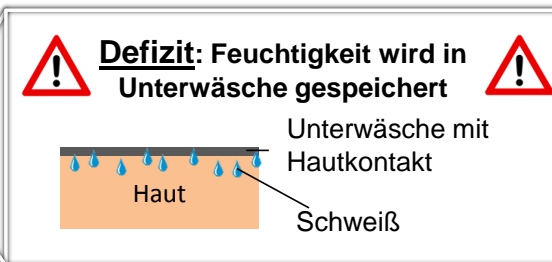 Defizit: Feuchtigkeit wird in
Unterwäsche gespeichert
Unterwäsche mit
Hautkontakt
Haut
Schweiß